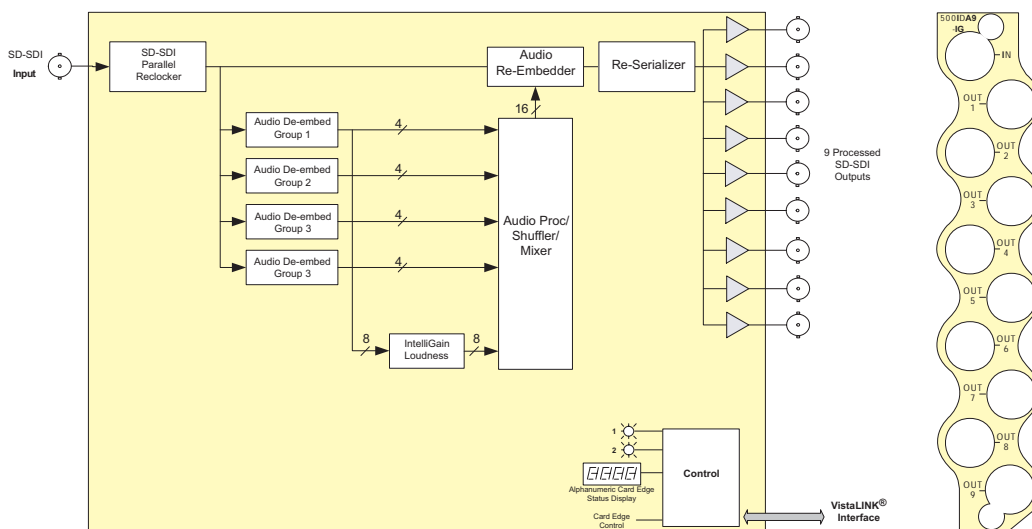 SD-SDI
Input
SD-SDI
Parallel
Reclocker
Audio
Re-Embedder
Re-Serializer
16
Audio De-embed
Group 1
4
Audio De-embed
Group 2
4
Audio De-embed
Group 3
4
Audio De-embed
Group 3
4
Audio Proc/
Shuffler/
Mixer
8
IntelliGain
Loudness
8
9 Processed
SD-SDI
Outputs
1
2
8888
Alphanumeric Card Edge
Status Display
Card Edge
Control
Control
VistaLINK®
Interface
500IDA9
-IG
IN
OUT
1
OUT
2
OUT
3
OUT
4
OUT
5
OUT
6
OUT
7
OUT
8
OUT
9